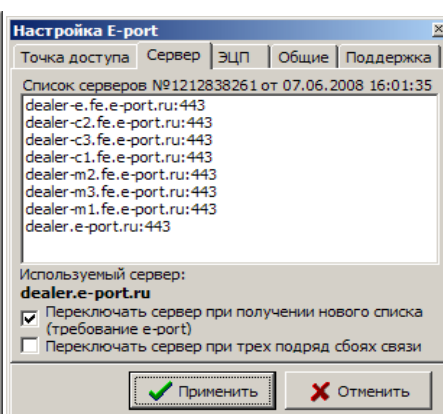 Настройка E-port
Точка доступа Сервер ЭЦП Общие Поддержка
Список серверов №1212838261 от 07.06.2008 16:01:35
dealer-e.fe.e-port.ru:443
dealer-c2.fe.e-port.ru:443
dealer-c3.fe.e-port.ru:443
dealer-c1.fe.e-port.ru:443
dealer-m2.fe.e-port.ru:443
dealer-m3.fe.e-port.ru:443
dealer-m1.fe.e-port.ru:443
dealer.e-port.ru:443
Используемый сервер:
dealer.e-port.ru
Переключать сервер при получении нового списка
(требование e-port)
Переключать сервер при трех подряд сбоях связи
Применить Отменить